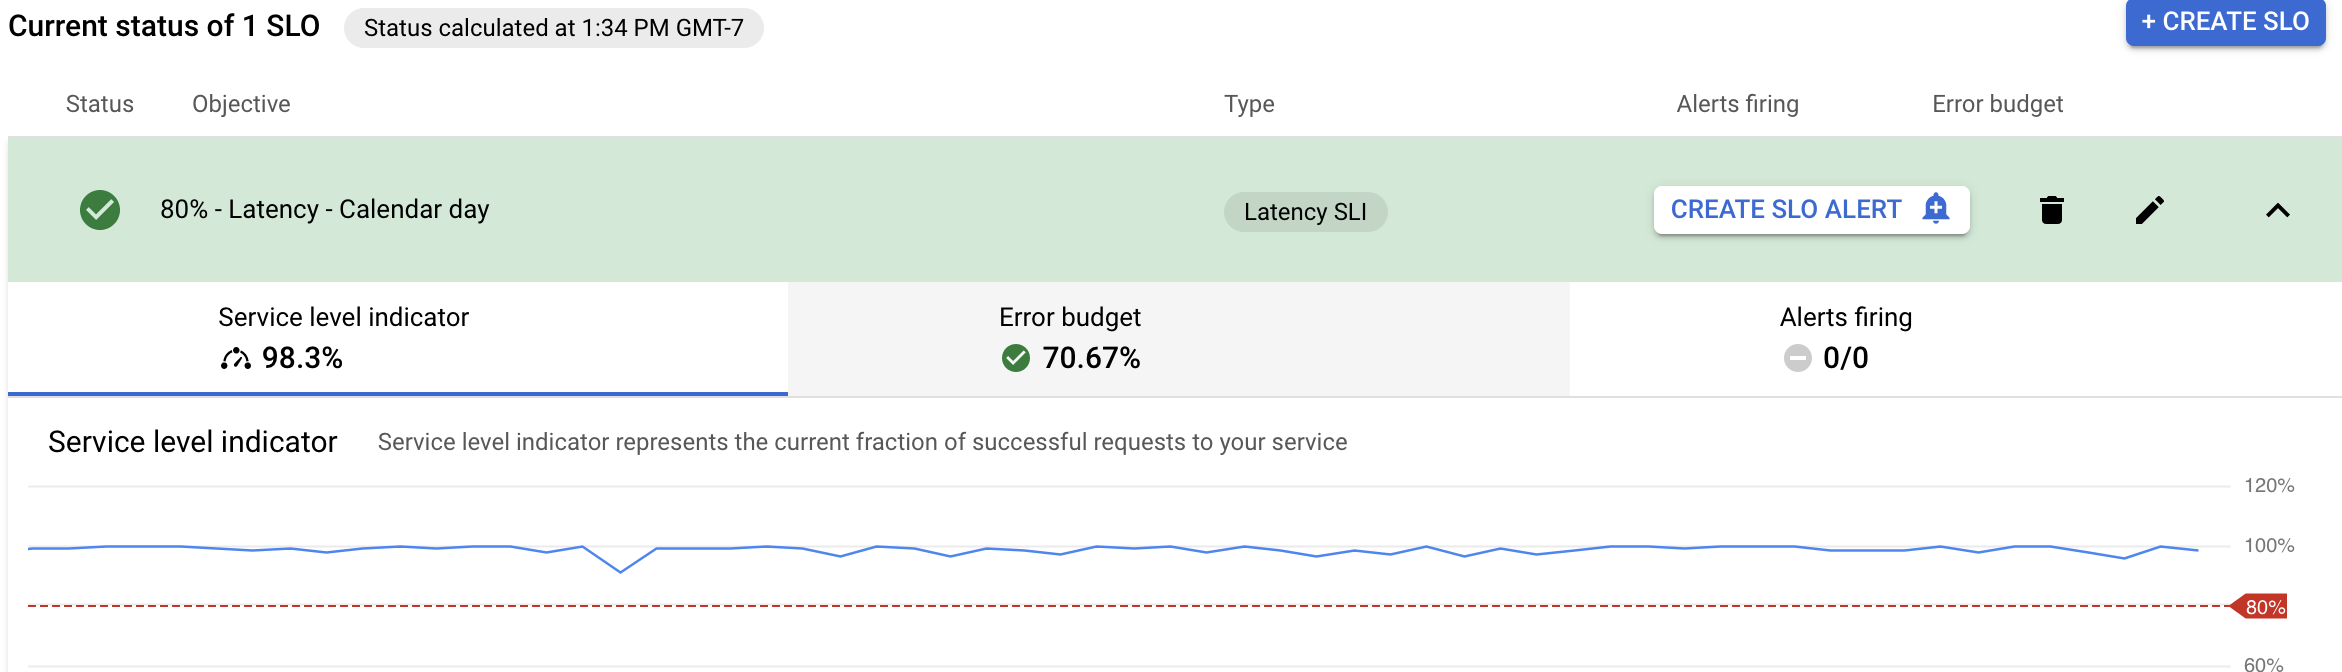 Current status of 1 SLO
Status calculated at 1:34 PM GMT-7
+ CREATE SLO
Status
Objective
Type
Alerts firing
Error budget
80% - Latency - Calendar day
Latency SLI
CREATE SLO ALERT
Service level indicator
98.3%
Error budget
70.67%
Alerts firing
0/0
Service level indicator
Service level indicator represents the current fraction of successful requests to your service
120%
100%
80%
60%